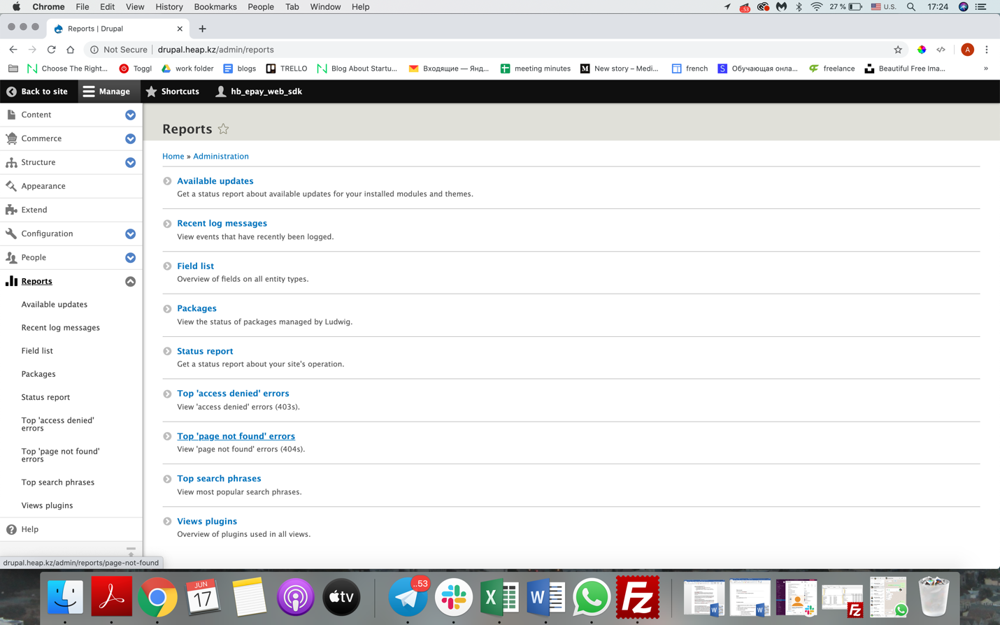 Chrome File Edit View History Bookmarks People Tab Window Help 53 27 % U.S. 17:24
Reports | Drupal
Not Secure drupal.heap.kz/admin/reports A
Choose The Right... Toggl work folder blogs TRELLO Blog About Startu... Входящие — Янд... meeting minutes New story – Medi... french Обучающая онла... freelance Beautiful Free Ima... »
Back to site Manage Shortcuts hb_epay_web_sdk
Content
Commerce
Structure
Appearance
Extend
Configuration
People
Reports
Available updates
Recent log messages
Field list
Packages
Status report
Top 'access denied'
errors
Top 'page not found'
errors
Top search phrases
Views plugins
Help
Reports
Home » Administration
Available updates
Get a status report about available updates for your installed modules and themes.
Recent log messages
View events that have recently been logged.
Field list
Overview of fields on all entity types.
Packages
View the status of packages managed by Ludwig.
Status report
Get a status report about your site's operation.
Top 'access denied' errors
View 'access denied' errors (403s).
Top 'page not found' errors
View 'page not found' errors (404s).
Top search phrases
View most popular search phrases.
Views plugins
Overview of plugins used in all views.
drupal.heap.kz/admin/reports/page-not-found
JUN
17
tv
..53
X
W
Fz